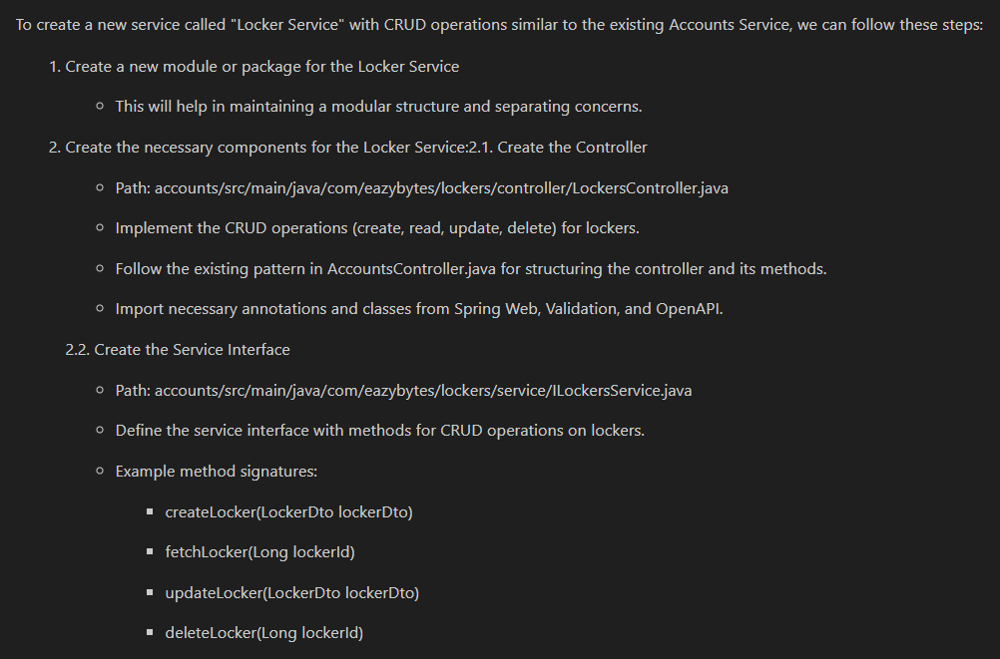 To create a new service called "Locker Service" with CRUD operations similar to the existing Accounts Service, we can follow these steps:
1. Create a new module or package for the Locker Service
○ This will help in maintaining a modular structure and separating concerns.
2. Create the necessary components for the Locker Service:2.1. Create the Controller
○ Path: accounts/src/main/java/com/eazybytes/lockers/controller/LockersController.java
○ Implement the CRUD operations (create, read, update, delete) for lockers.
○ Follow the existing pattern in AccountsController.java for structuring the controller and its methods.
○ Import necessary annotations and classes from Spring Web, Validation, and OpenAPI.
2.2. Create the Service Interface
○ Path: accounts/src/main/java/com/eazybytes/lockers/service/ILockersService.java
○ Define the service interface with methods for CRUD operations on lockers.
○ Example method signatures:
▪ createLocker(LockerDto lockerDto)
▪ fetchLocker(Long lockerId)
▪ updateLocker(LockerDto lockerDto)
▪ deleteLocker(Long lockerId)